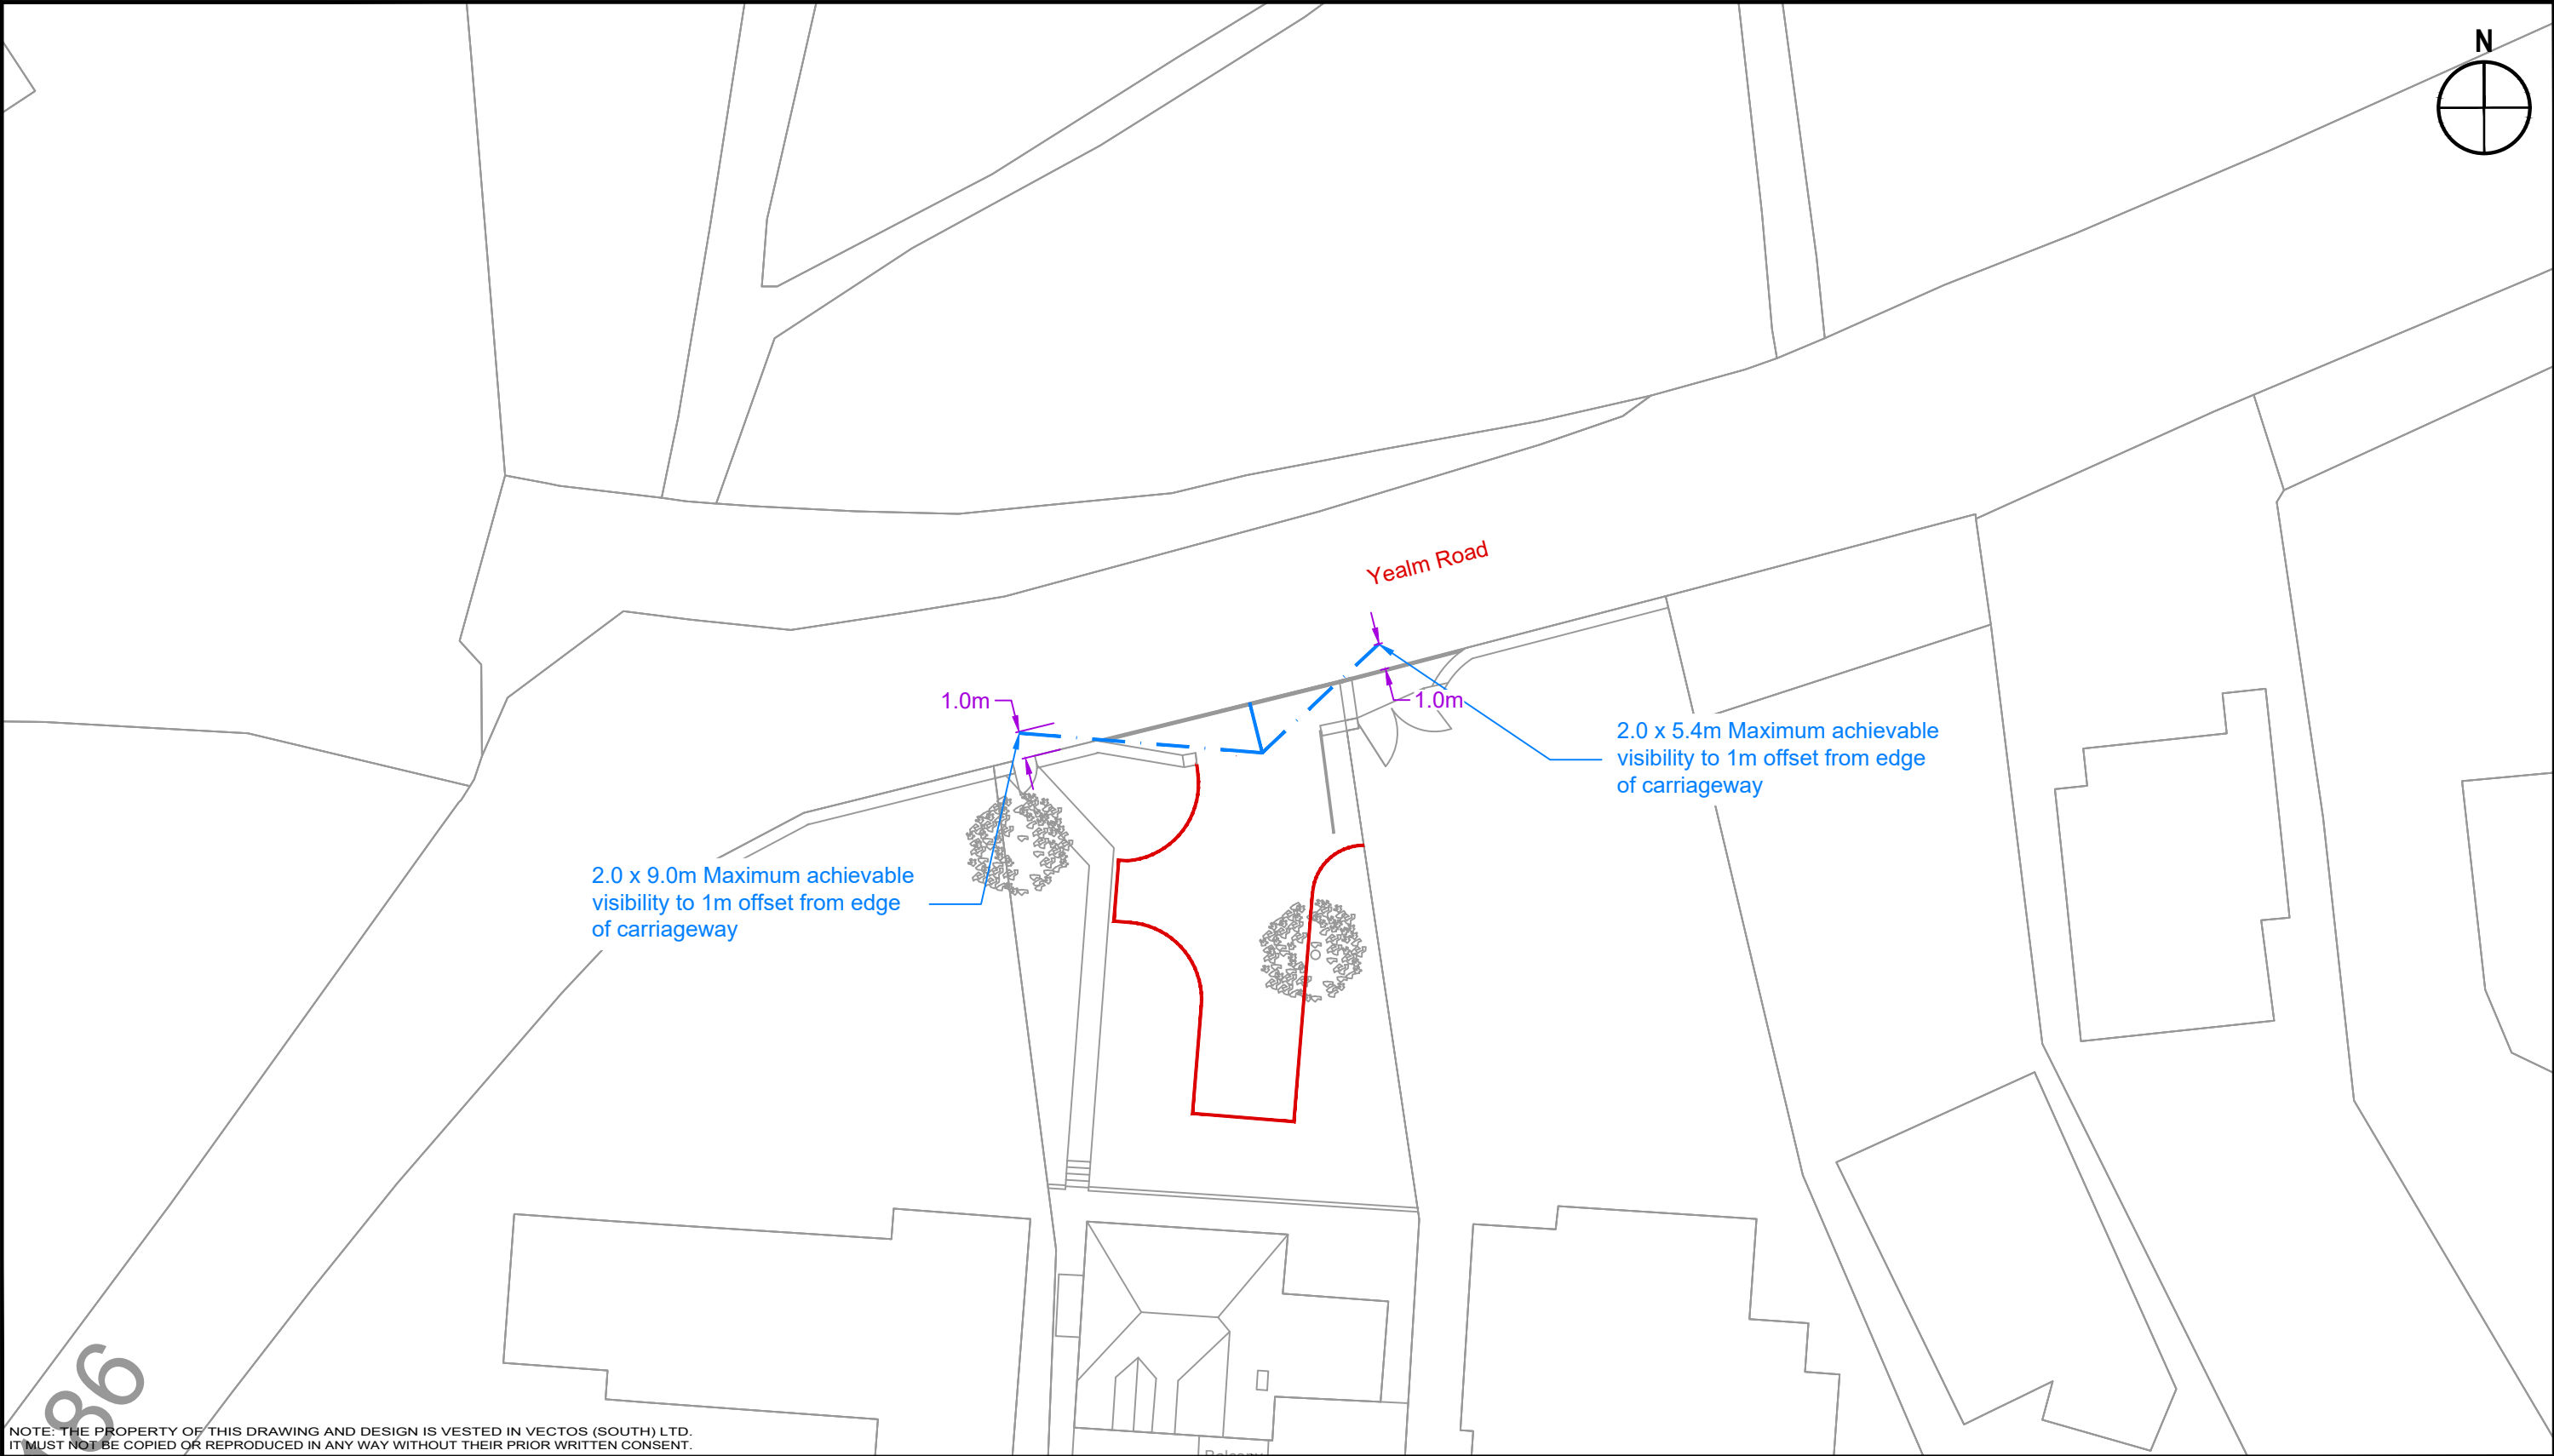 N
Yealm Road
1.0m
1.0m
2.0 x 5.4m Maximum achievable
visibility to 1m offset from edge
of carriageway
2.0 x 9.0m Maximum achievable
visibility to 1m offset from edge
of carriageway
186
NOTE: THE PROPERTY OF THIS DRAWING AND DESIGN IS VESTED IN VECTOS (SOUTH) LTD.
IT MUST NOT BE COPIED OR REPRODUCED IN ANY WAY WITHOUT THEIR PRIOR WRITTEN CONSENT.
Balcony